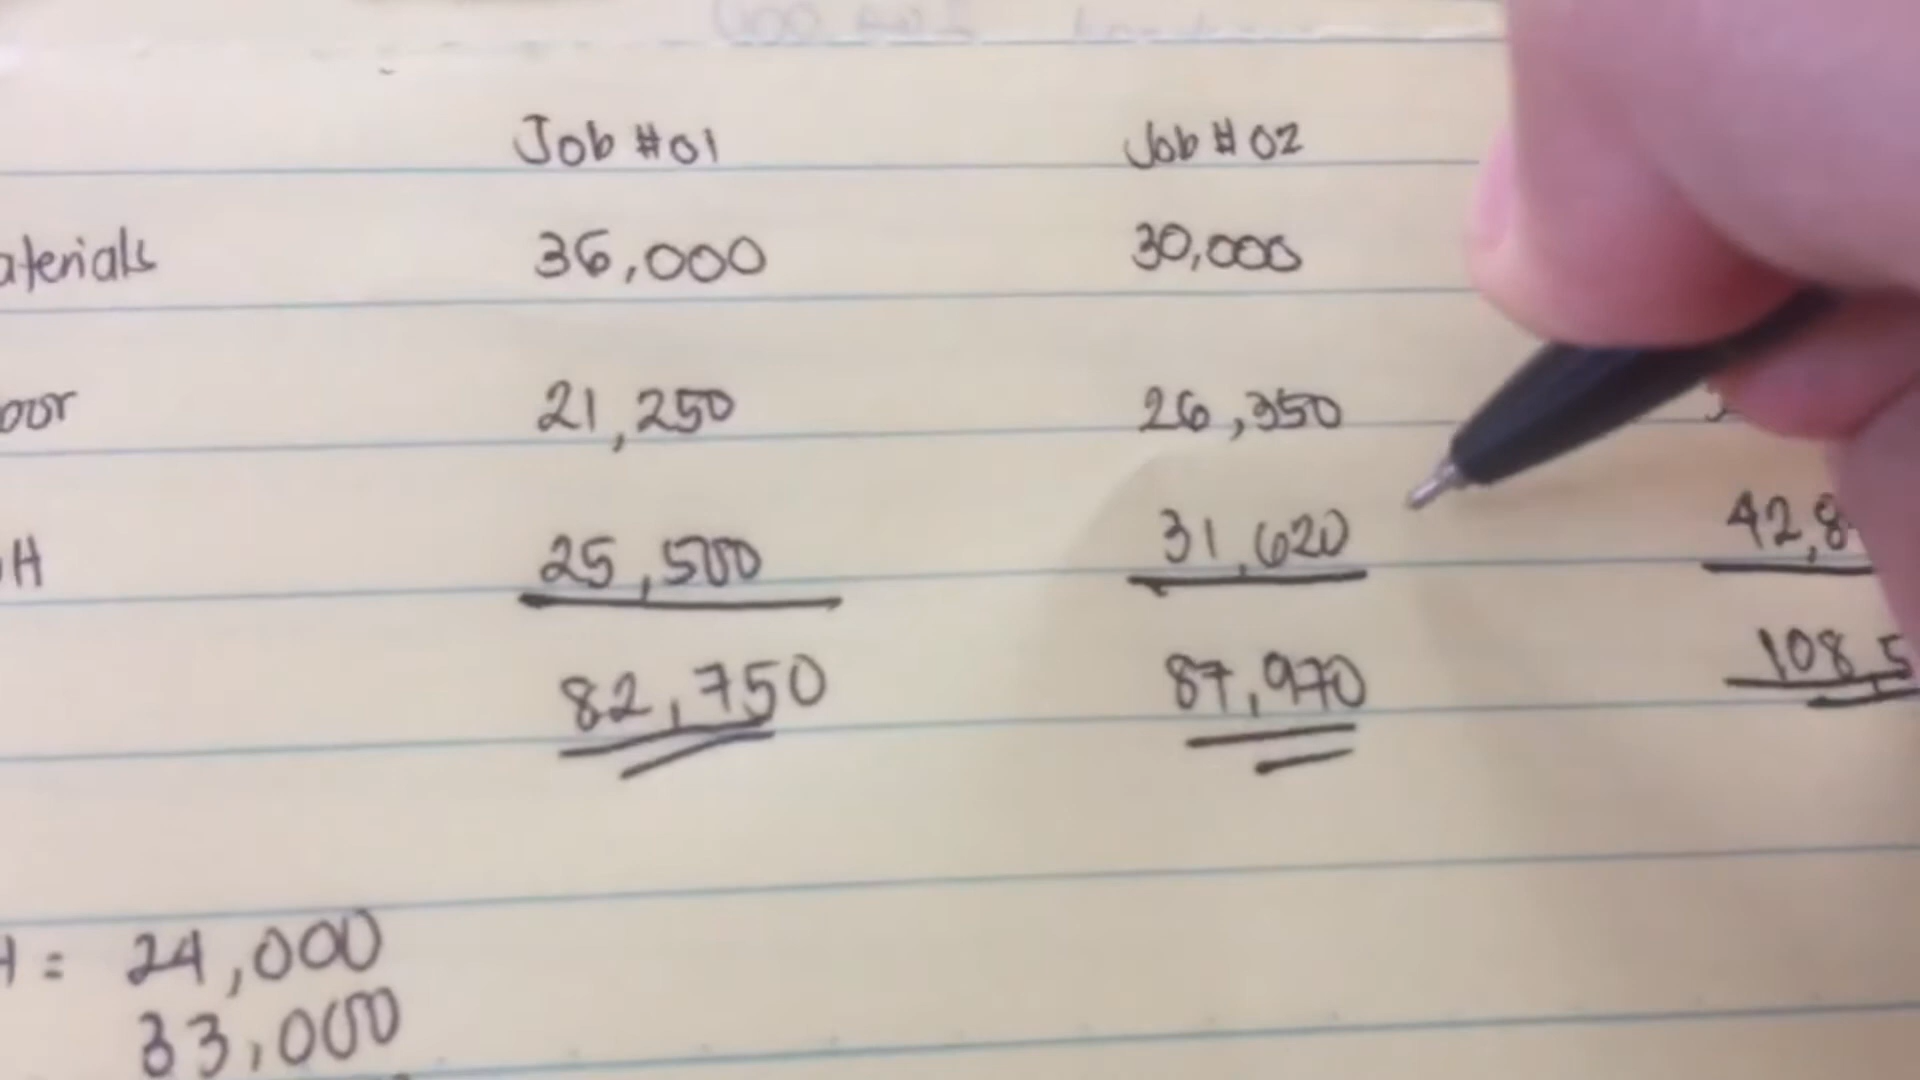 Job #01 Job #02
aterials 36,000 30,000
oor 21,250 26,350
H 25,500 31,620 42,8
82,750 87,970 108,5
H = 24,000
33,000